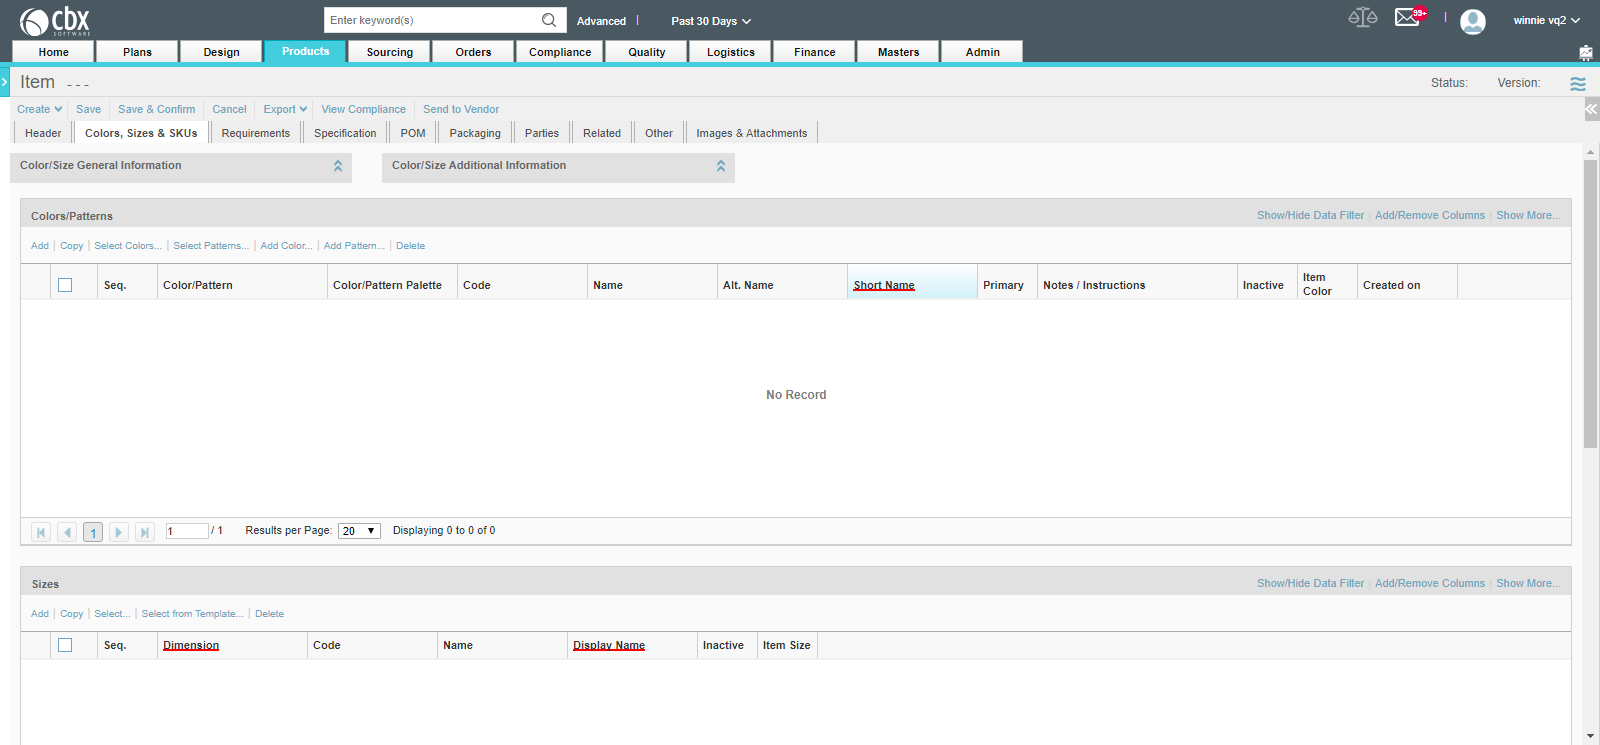 cbx
SOFTWARE
Enter keyword(s)
Advanced
Past 30 Days
99+
winnie vq2
Home
Plans
Design
Products
Sourcing
Orders
Compliance
Quality
Logistics
Finance
Masters
Admin
Item - - -
Status:
Version:
Create
Save
Save & Confirm
Cancel
Export
View Compliance
Send to Vendor
Header
Colors, Sizes & SKUs
Requirements
Specification
POM
Packaging
Parties
Related
Other
Images & Attachments
Color/Size General Information
Color/Size Additional Information
Colors/Patterns
Show/Hide Data Filter | Add/Remove Columns | Show More...
Add | Copy | Select Colors... | Select Patterns... | Add Color... | Add Pattern... | Delete
Seq.
Color/Pattern
Color/Pattern Palette
Code
Name
Alt. Name
Short Name
Primary
Notes / Instructions
Inactive
Item
Color
Created on
No Record
1
1 / 1
Results per Page: 20
Displaying 0 to 0 of 0
Sizes
Show/Hide Data Filter | Add/Remove Columns | Show More...
Add | Copy | Select... | Select from Template... | Delete
Seq.
Dimension
Code
Name
Display Name
Inactive
Item Size